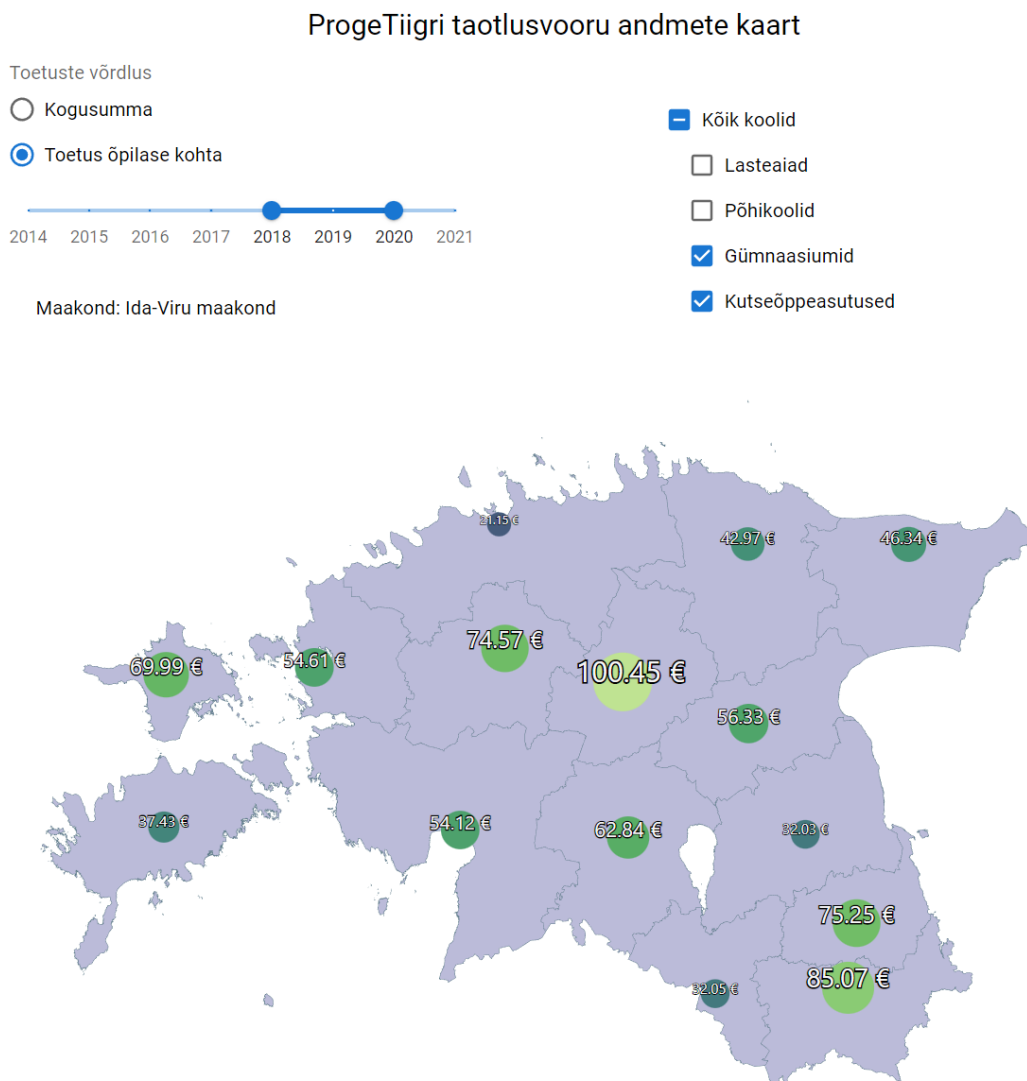 ProgeTiigri taotlusvooru andmete kaart
Toetuste võrdlus
Kogusumma
Toetus õpilase kohta
2014 2015 2016 2017 2018 2019 2020 2021
Maakond: Ida-Viru maakond
Kõik koolid
Lasteaiad
Põhikoolid
Gümnaasiumid
Kutseõppeasutused
21.15 €
42.97 €
46.34 €
74.57 €
69.99 €
54.61 €
100.45 €
56.33 €
37.43 €
54.12 €
62.84 €
32.03 €
75.25 €
85.07 €
32.05 €